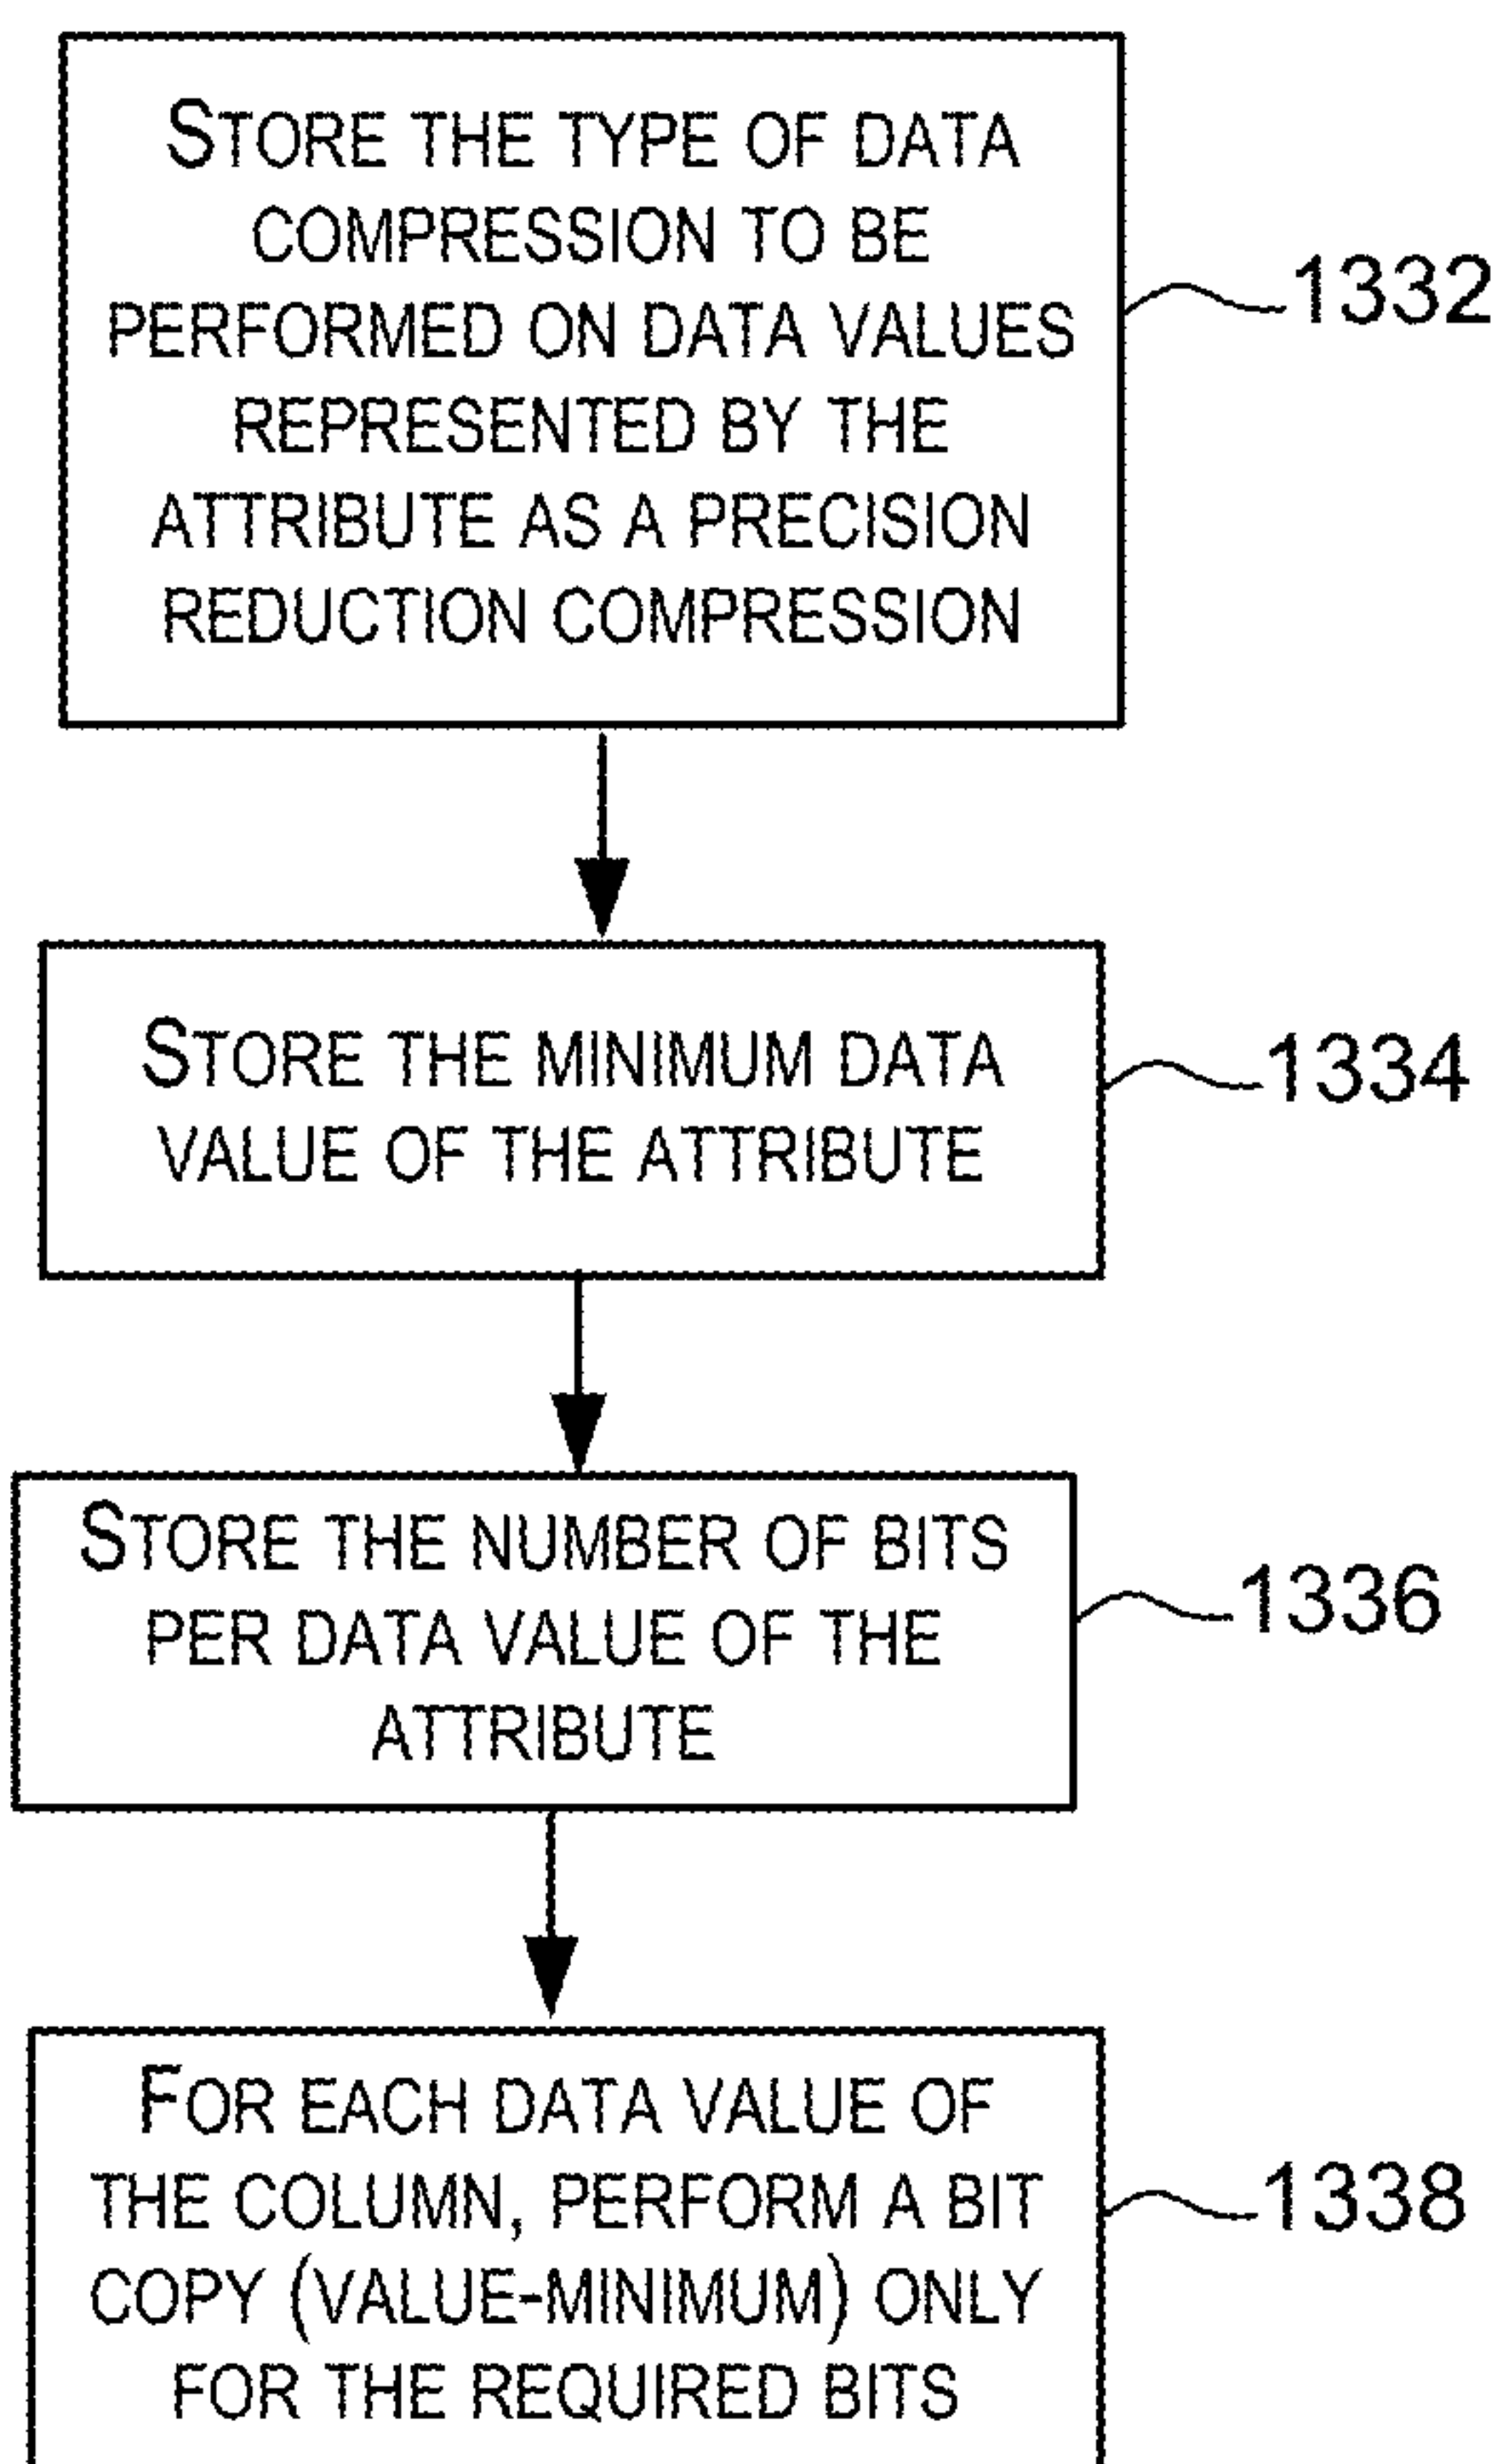 STORE THE TYPE OF DATA
COMPRESSION TO BE
PERFORMED ON DATA VALUES
REPRESENTED BY THE
ATTRIBUTE AS A PRECISION
REDUCTION COMPRESSION
1332
STORE THE MINIMUM DATA
VALUE OF THE ATTRIBUTE
1334
STORE THE NUMBER OF BITS
PER DATA VALUE OF THE
ATTRIBUTE
1336
FOR EACH DATA VALUE OF
THE COLUMN, PERFORM A BIT
COPY (VALUE-MINIMUM) ONLY
FOR THE REQUIRED BITS
1338